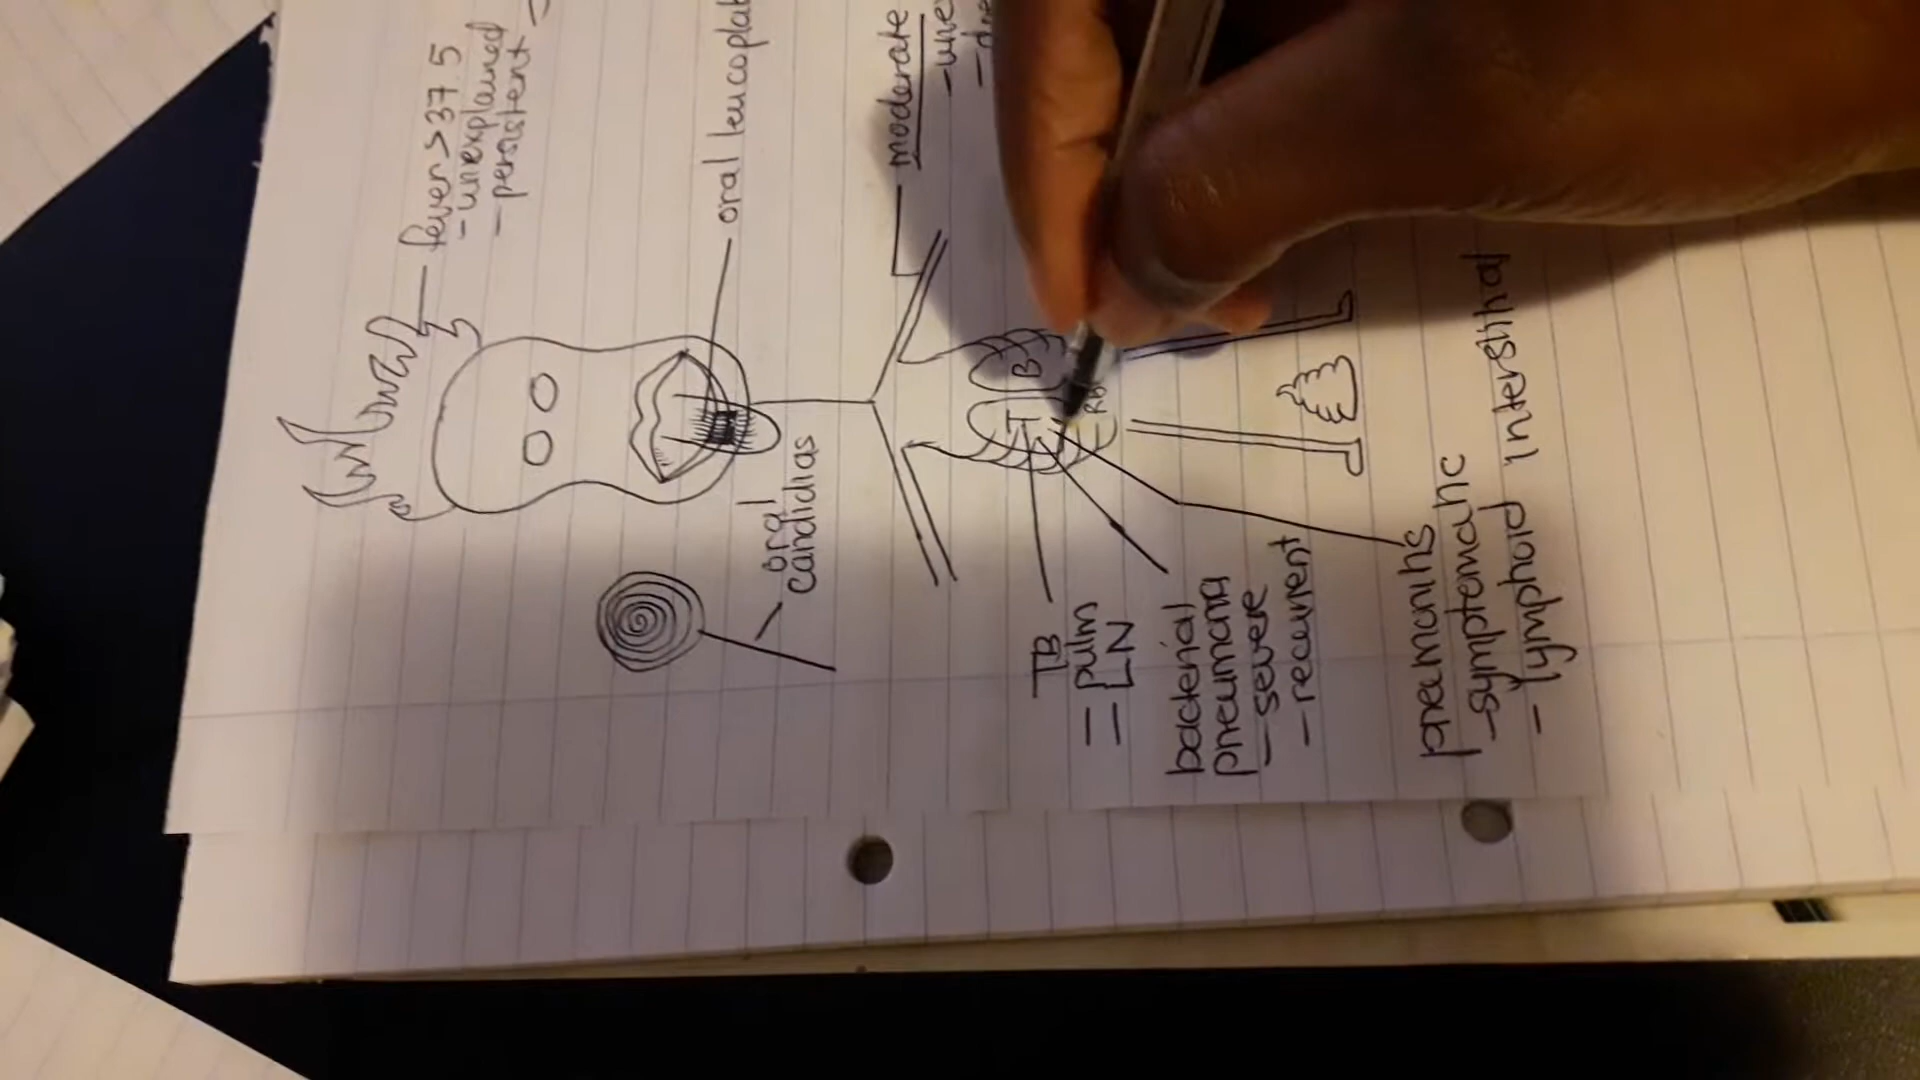 fever > 37.5
- unexplained
- persistent
oral leucoplak
oral
candidias
moderate
T
B
TB
= pulm
= LN
bacterial
pneumonia
- severe
- recurrent
pneumonitis
- symptematic
- lymphoid interstitial